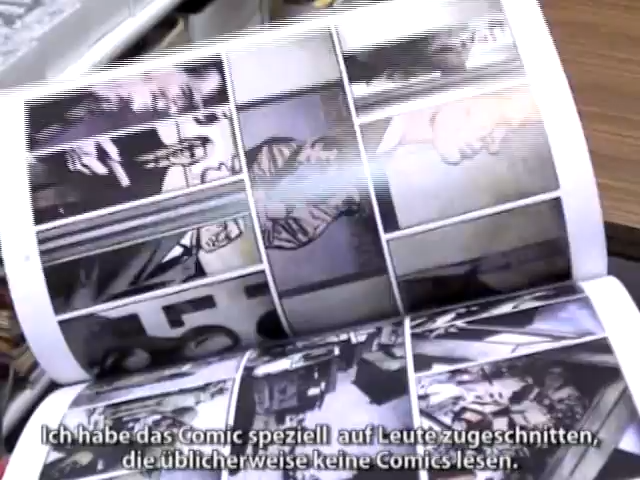 Ich habe das Comic speziell auf Leute zugeschnitten,
die üblicherweise keine Comics lesen.